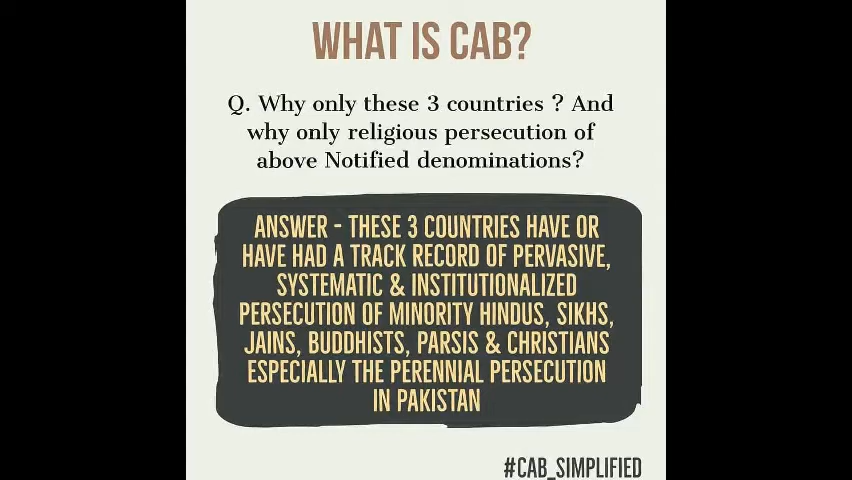 WHAT IS CAB?
Q. Why only these 3 countries ? And
why only religious persecution of
above Notified denominations?
ANSWER - THESE 3 COUNTRIES HAVE OR
HAVE HAD A TRACK RECORD OF PERVASIVE,
SYSTEMATIC & INSTITUTIONALIZED
PERSECUTION OF MINORITY HINDUS, SIKHS,
JAINS, BUDDHISTS, PARSIS & CHRISTIANS
ESPECIALLY THE PERENNIAL PERSECUTION
IN PAKISTAN
#CAB_SIMPLIFIED